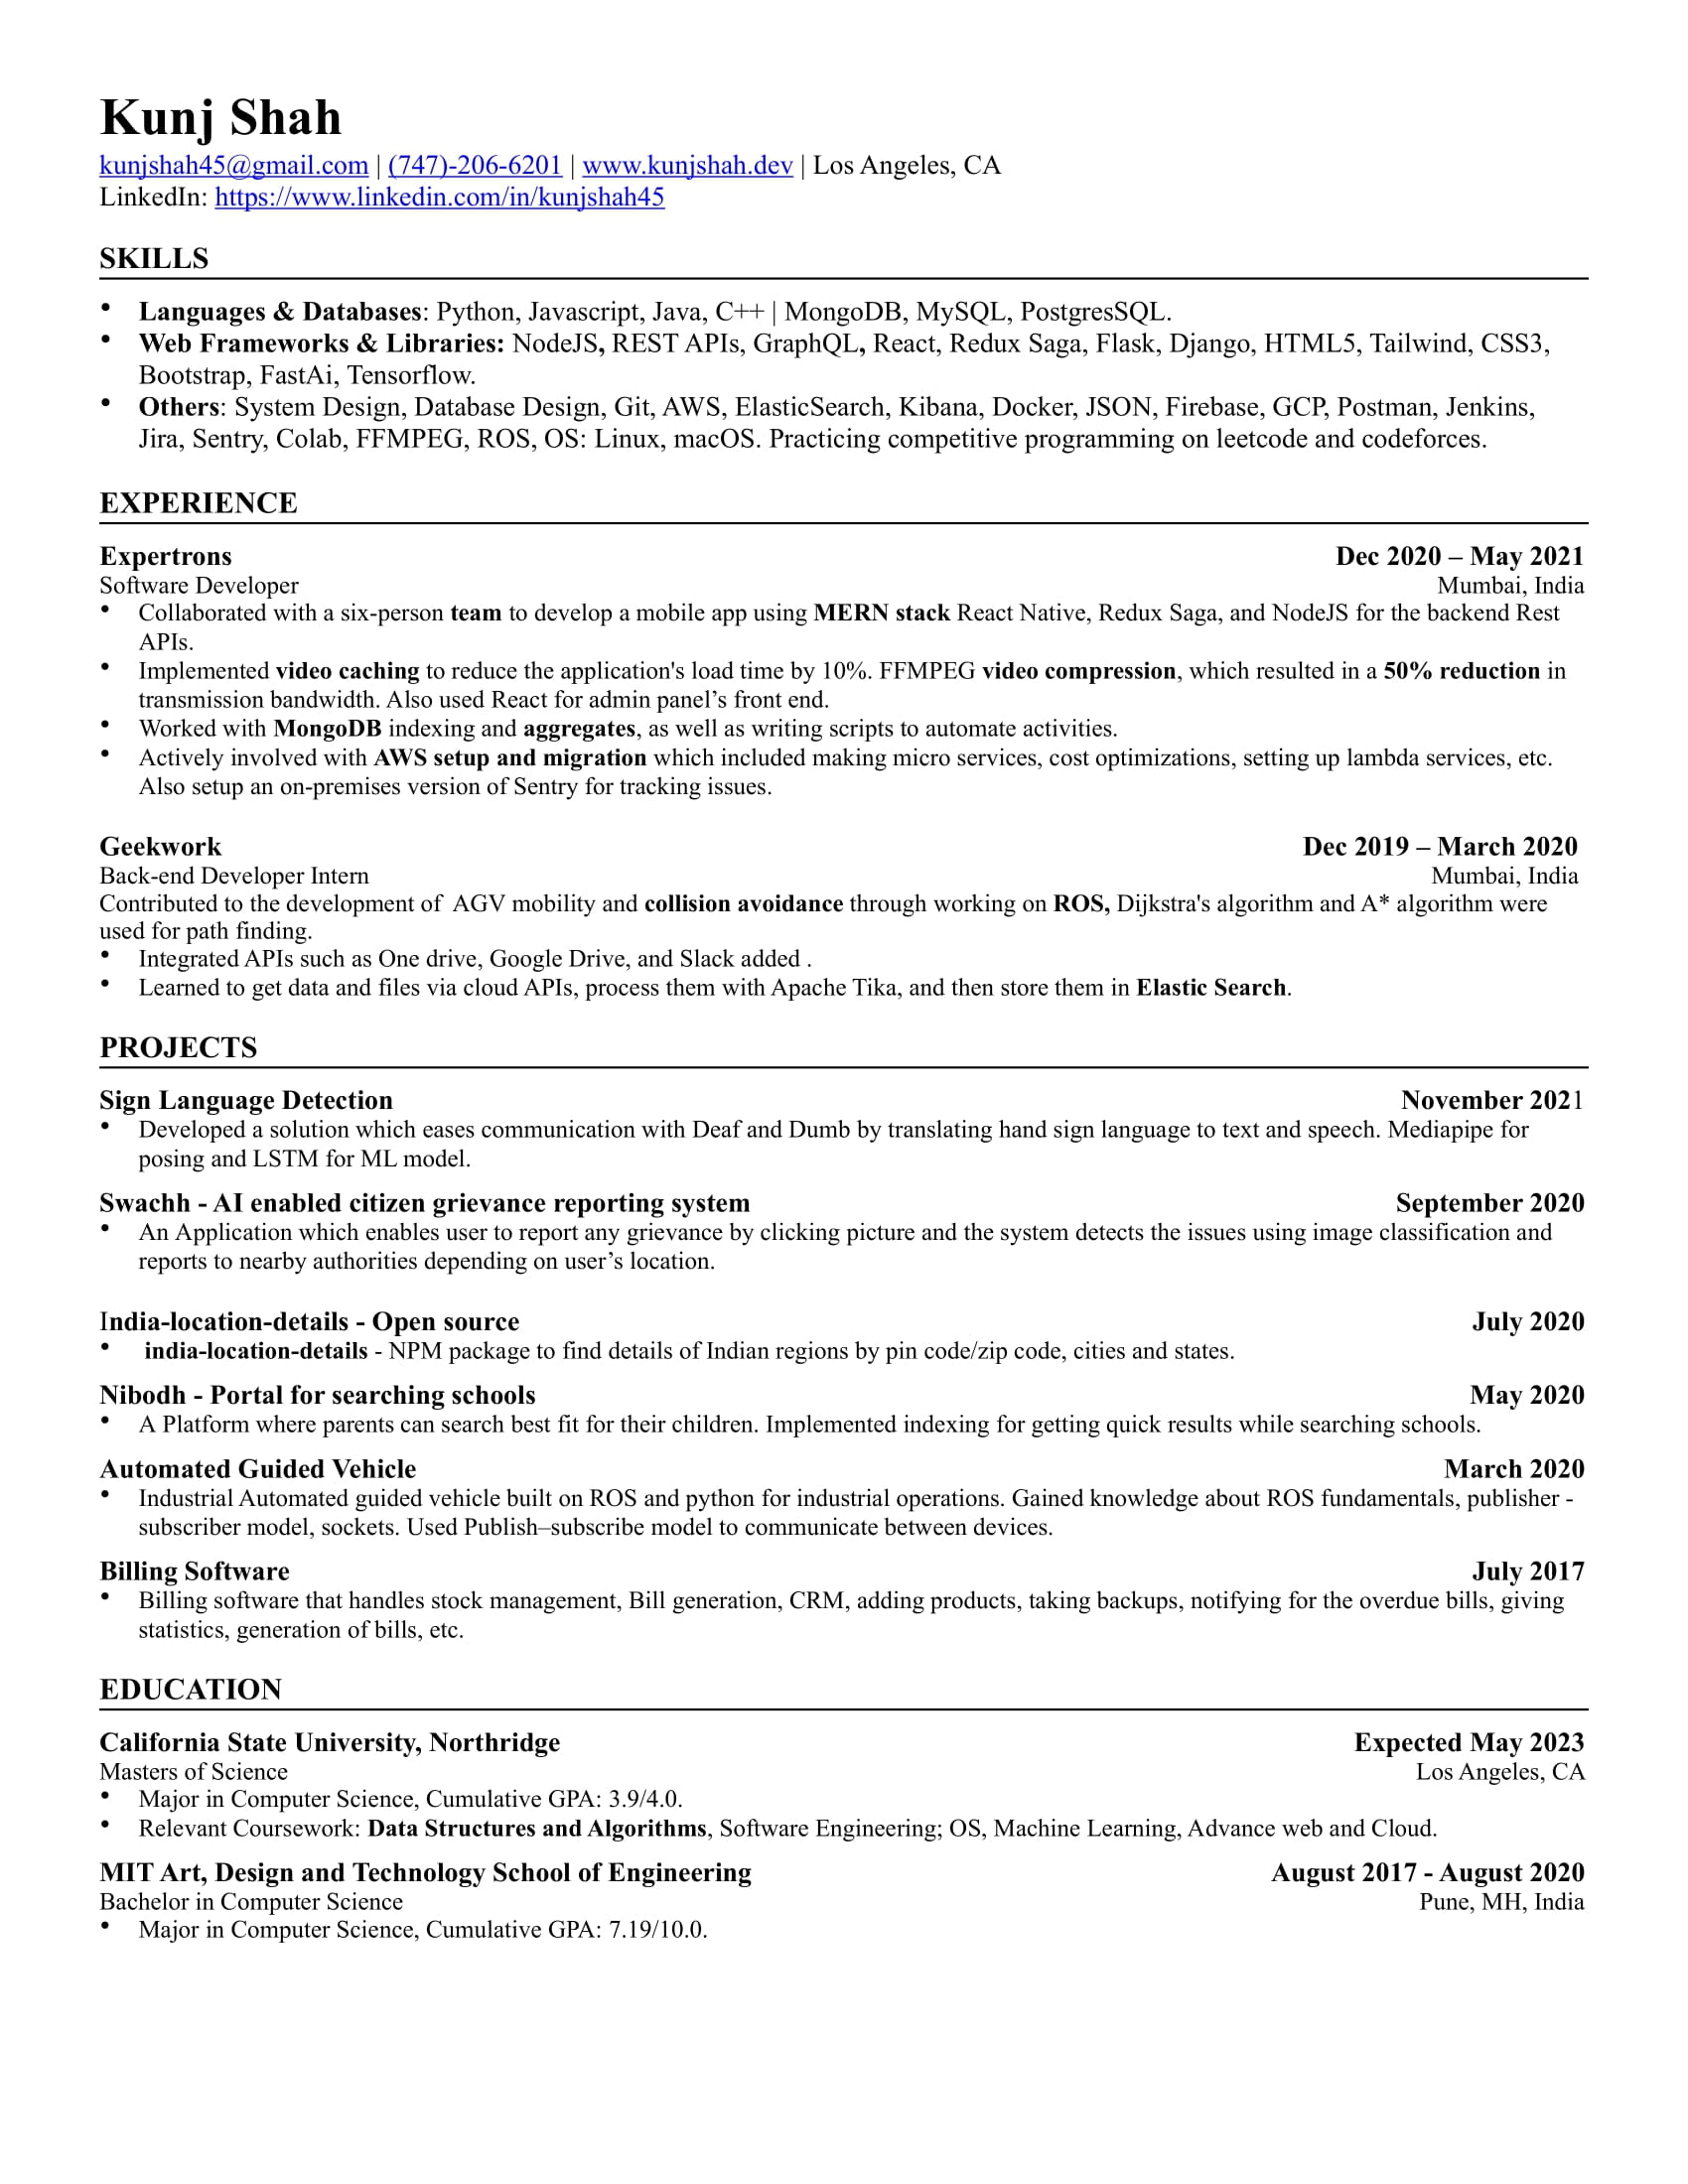 Kunj Shah
kunjshah45@gmail.com | (747)-206-6201 | www.kunjshah.dev | Los Angeles, CA
LinkedIn: https://www.linkedin.com/in/kunjshah45
SKILLS
• Languages & Databases: Python, Javascript, Java, C++ | MongoDB, MySQL, PostgresSQL.
• Web Frameworks & Libraries: NodeJS, REST APIs, GraphQL, React, Redux Saga, Flask, Django, HTML5, Tailwind, CSS3,
Bootstrap, FastAi, Tensorflow.
• Others: System Design, Database Design, Git, AWS, ElasticSearch, Kibana, Docker, JSON, Firebase, GCP, Postman, Jenkins,
Jira, Sentry, Colab, FFMPEG, ROS, OS: Linux, macOS. Practicing competitive programming on leetcode and codeforces.
EXPERIENCE
Expertrons Dec 2020 – May 2021
Software Developer Mumbai, India
• Collaborated with a six-person team to develop a mobile app using MERN stack React Native, Redux Saga, and NodeJS for the backend Rest
APIs.
• Implemented video caching to reduce the application's load time by 10%. FFMPEG video compression, which resulted in a 50% reduction in
transmission bandwidth. Also used React for admin panel’s front end.
• Worked with MongoDB indexing and aggregates, as well as writing scripts to automate activities.
• Actively involved with AWS setup and migration which included making micro services, cost optimizations, setting up lambda services, etc.
Also setup an on-premises version of Sentry for tracking issues.
Geekwork Dec 2019 – March 2020
Back-end Developer Intern Mumbai, India
Contributed to the development of AGV mobility and collision avoidance through working on ROS, Dijkstra's algorithm and A* algorithm were
used for path finding.
• Integrated APIs such as One drive, Google Drive, and Slack added .
• Learned to get data and files via cloud APIs, process them with Apache Tika, and then store them in Elastic Search.
PROJECTS
Sign Language Detection November 2021
• Developed a solution which eases communication with Deaf and Dumb by translating hand sign language to text and speech. Mediapipe for
posing and LSTM for ML model.
Swachh - AI enabled citizen grievance reporting system September 2020
• An Application which enables user to report any grievance by clicking picture and the system detects the issues using image classification and
reports to nearby authorities depending on user’s location.
India-location-details - Open source July 2020
• india-location-details - NPM package to find details of Indian regions by pin code/zip code, cities and states.
Nibodh - Portal for searching schools May 2020
• A Platform where parents can search best fit for their children. Implemented indexing for getting quick results while searching schools.
Automated Guided Vehicle March 2020
• Industrial Automated guided vehicle built on ROS and python for industrial operations. Gained knowledge about ROS fundamentals, publisher -
subscriber model, sockets. Used Publish–subscribe model to communicate between devices.
Billing Software July 2017
• Billing software that handles stock management, Bill generation, CRM, adding products, taking backups, notifying for the overdue bills, giving
statistics, generation of bills, etc.
EDUCATION
California State University, Northridge Expected May 2023
Masters of Science Los Angeles, CA
• Major in Computer Science, Cumulative GPA: 3.9/4.0.
• Relevant Coursework: Data Structures and Algorithms, Software Engineering; OS, Machine Learning, Advance web and Cloud.
MIT Art, Design and Technology School of Engineering August 2017 - August 2020
Bachelor in Computer Science Pune, MH, India
• Major in Computer Science, Cumulative GPA: 7.19/10.0.